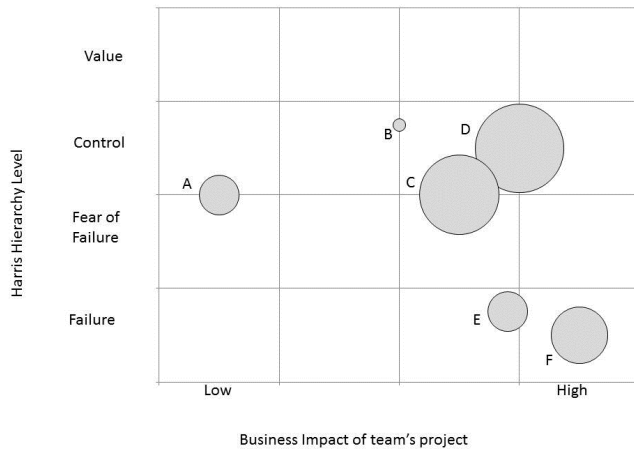 Value
Control
Fear of
Failure
Failure
Harris Hierarchy Level
A
B
C
D
E
F
Low
High
Business Impact of team's project